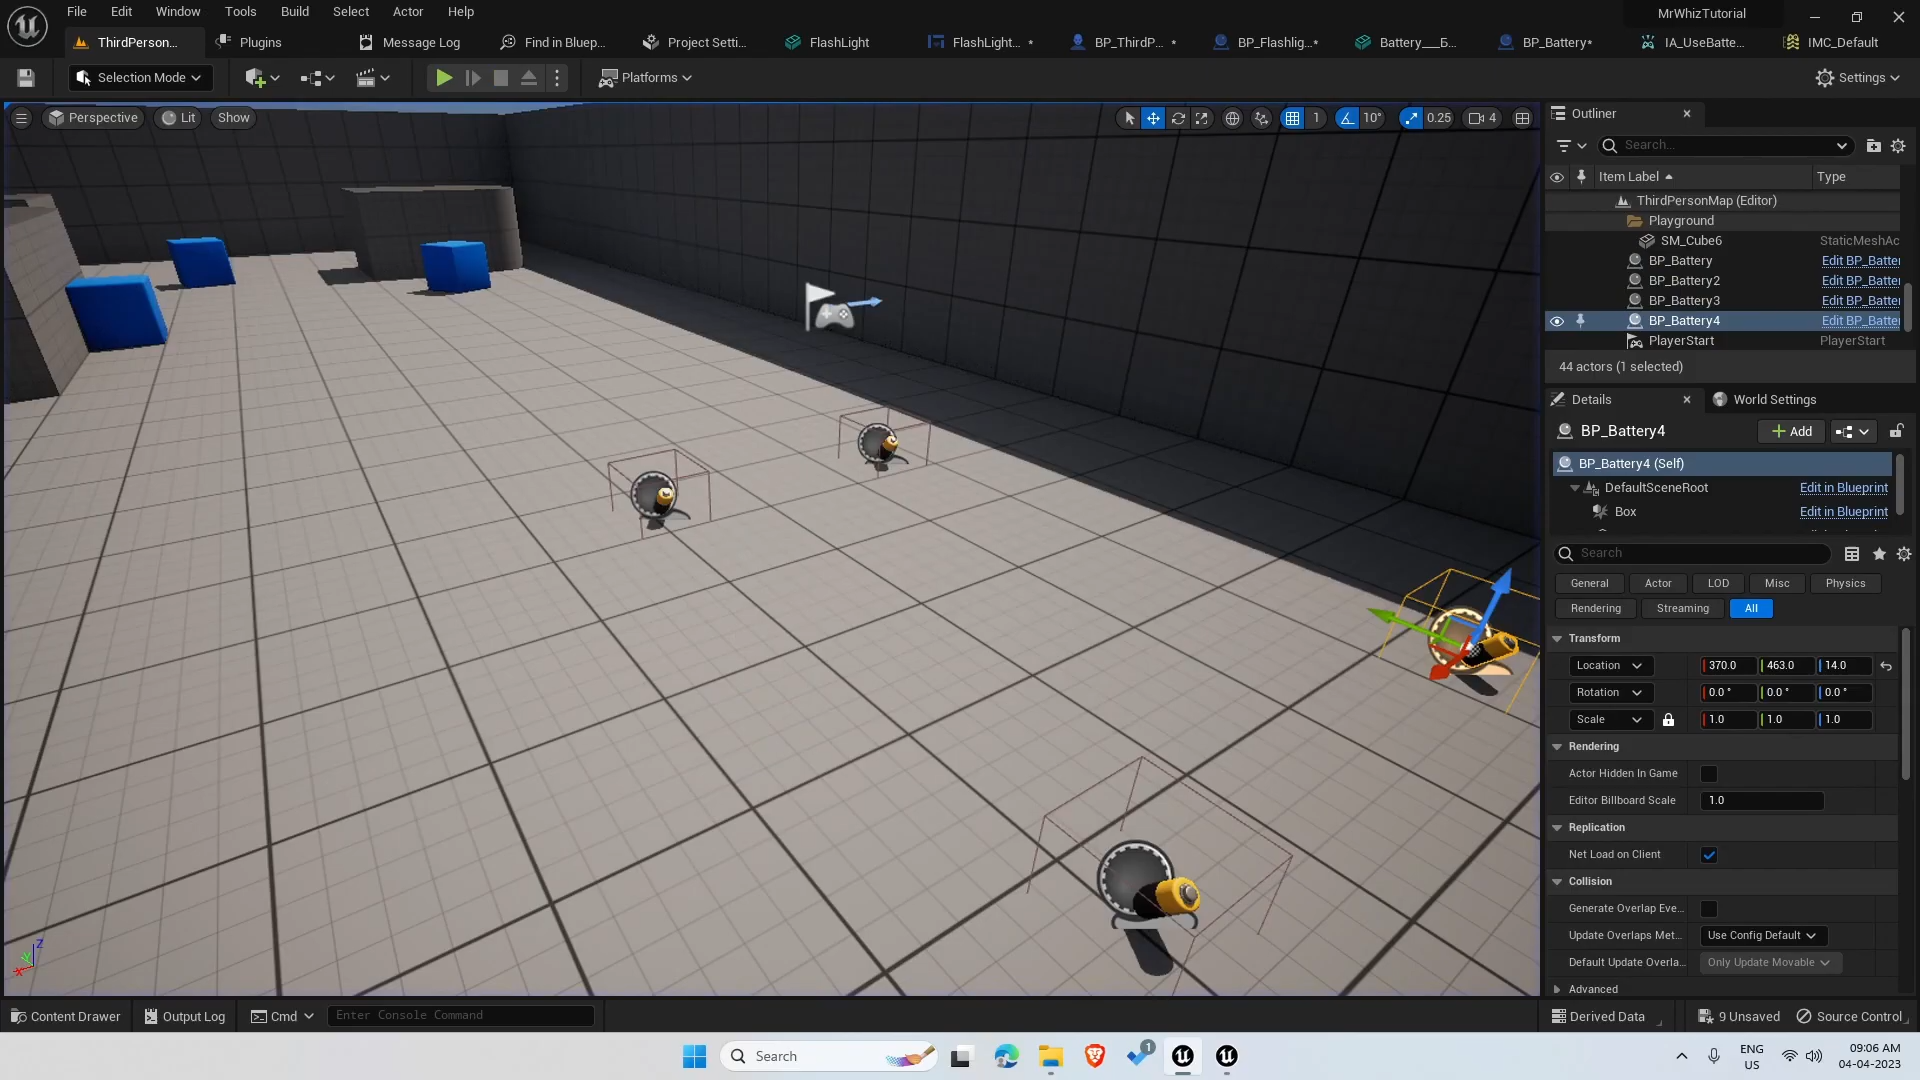 File Edit Window Tools Build Select Actor Help
MrWhizTutorial
ThirdPerson...
Plugins
Message Log
Find in Bluep...
Project Setti...
FlashLight
FlashLight... *
BP_ThirdP... *
BP_Flashlig...*
Battery___Б...
BP_Battery*
IA_UseBatte...
IMC_Default
Selection Mode
Platforms
Settings
Perspective
Lit
Show
1
10°
0.25
4
Outliner
Search...
Item Label
Type
ThirdPersonMap (Editor)
Playground
SM_Cube6 StaticMeshAc
BP_Battery Edit BP_Batter
BP_Battery2 Edit BP_Batter
BP_Battery3 Edit BP_Batter
BP_Battery4 Edit BP_Batter
PlayerStart PlayerStart
44 actors (1 selected)
Details
World Settings
BP_Battery4
Add
BP_Battery4 (Self)
DefaultSceneRoot Edit in Blueprint
Box Edit in Blueprint
Search
General Actor LOD Misc Physics
Rendering Streaming All
Transform
Location 370.0 463.0 14.0
Rotation 0.0 ° 0.0 ° 0.0 °
Scale 1.0 1.0 1.0
Rendering
Actor Hidden In Game
Editor Billboard Scale 1.0
Replication
Net Load on Client
Collision
Generate Overlap Eve...
Update Overlaps Met... Use Config Default
Default Update Overla... Only Update Movable
Advanced
Z
Y
X
Content Drawer
Output Log
Cmd
Enter Console Command
Derived Data
9 Unsaved
Source Control
Search
1
ENG
US
09:06 AM
04-04-2023